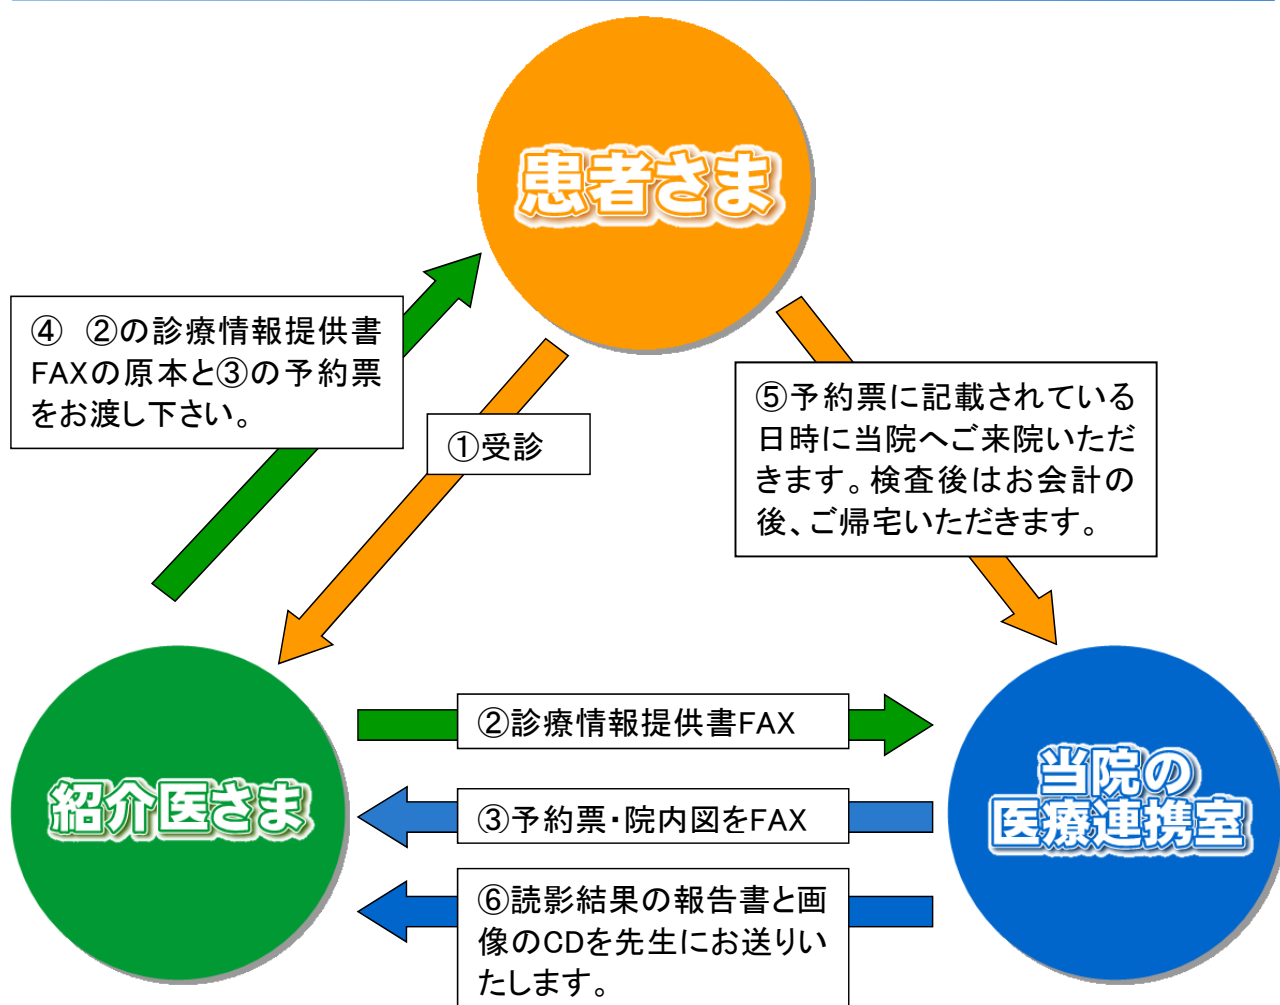 患者さま
④　②の診療情報提供書
FAXの原本と③の予約票
をお渡し下さい。
①受診
⑤予約票に記載されている
日時に当院へご来院いただ
きます。検査後はお会計の
後、ご帰宅いただきます。
紹介医さま
②診療情報提供書FAX
③予約票・院内図をFAX
⑥読影結果の報告書と画
像のCDを先生にお送りい
たします。
当院の
医療連携室